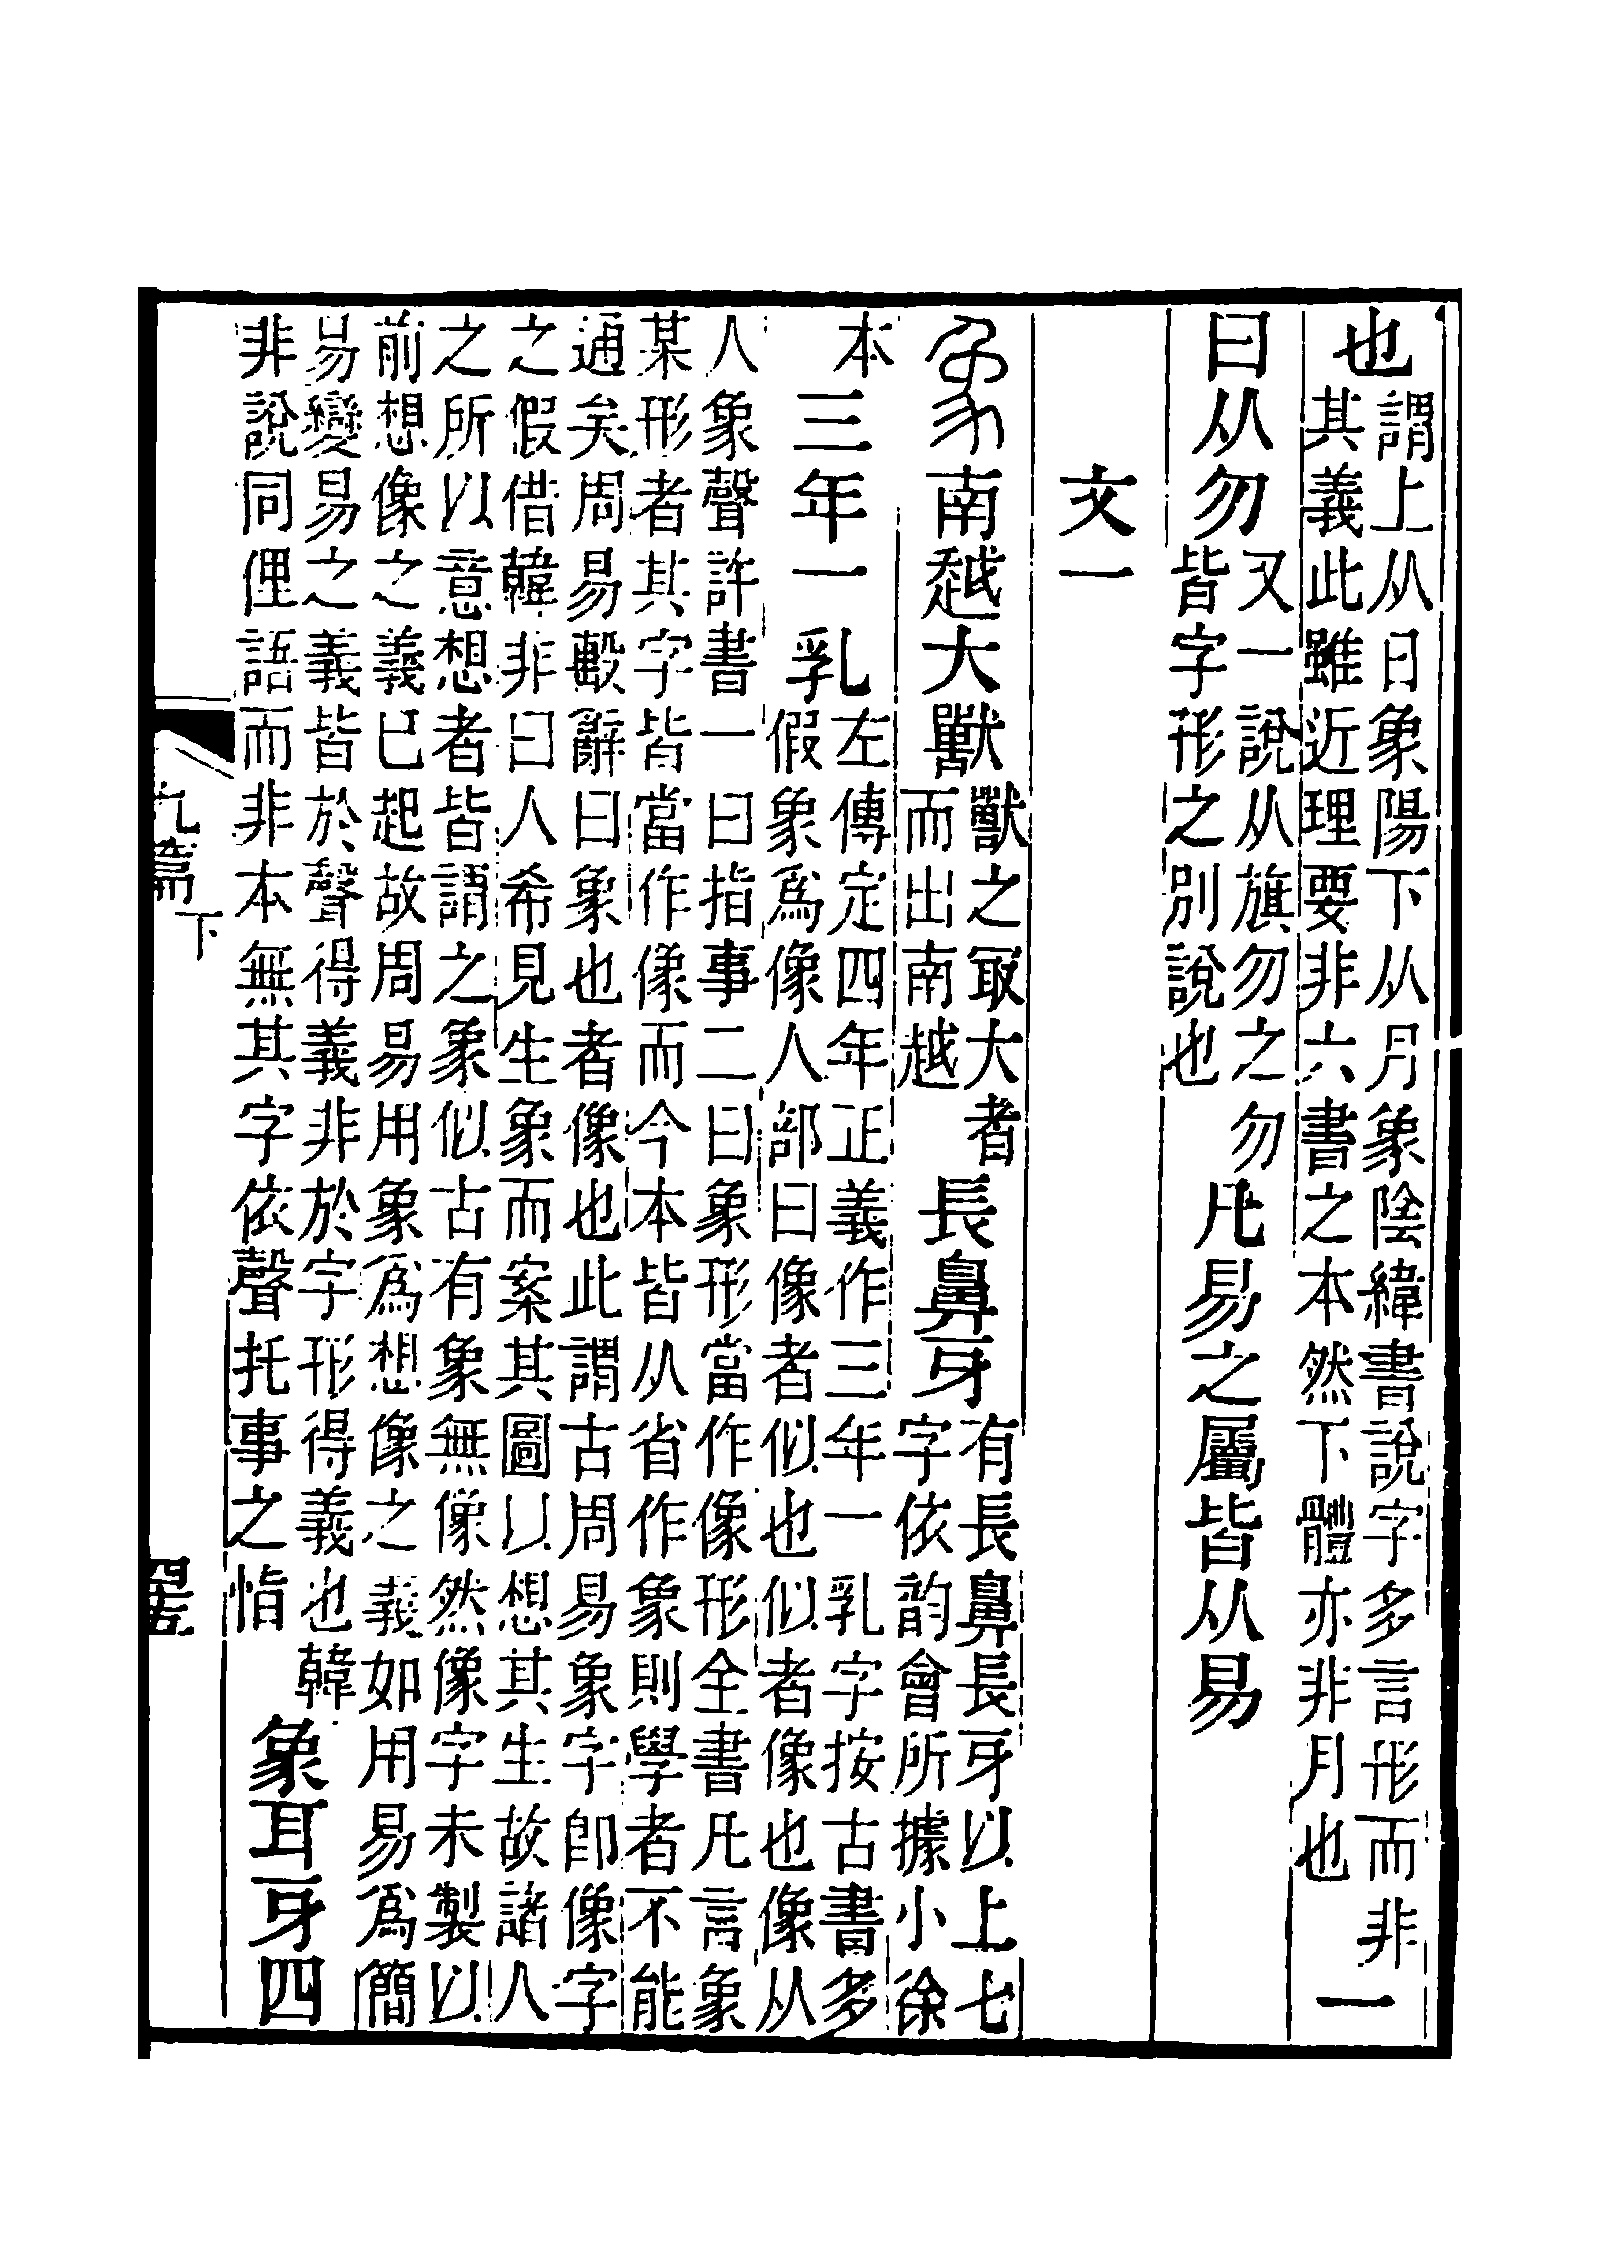 也謂上从日象陽下从月象陰緯書說字多言形而非其義此雖近理要非六書之本然下體亦非月也一
曰从勿又一說从旗勿之勿皆字形之別說也凡易之屬皆从易
文一
象南越大獸獸之冣大者而出南越長鼻牙有長鼻長牙以上七字依韵會所據小徐
本三年一乳左傳定四年正義作三年一乳字按古書多假象爲像人部曰像者似也似者像也像从
人象聲許書一曰指事二曰象形當作像形全書凡言象
某形者其字皆當作像而今本皆从省作象則學者不能
通矣周易毄辭曰象也者像也此謂古周易象字卽像字
之假借韓非曰人希見生象而案其圖以想其生故諸人
之所以意想者皆謂之象似古有象無像然像字未製以
前想像之義巳起故周易用象爲想像之義如用易爲簡
易變易之義皆於聲得義非於字形得義也韓
非說同俚語而非本無其字依聲托事之恉象耳牙四
九篇下